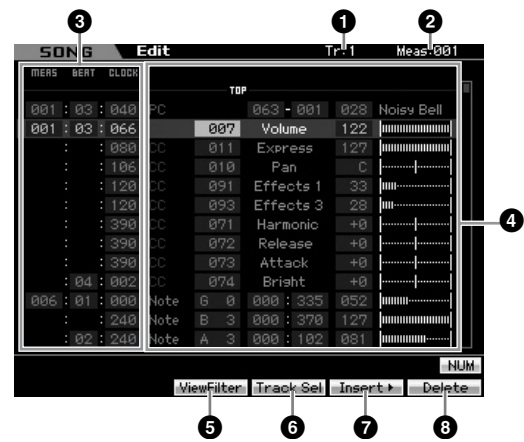 3 1 2
SONG Edit Tr:1 Meas:001
MEAS BEAT CLOCK
TOP
001 : 03 : 040 PC 063 - 001 028 Noisy Bell
001 : 03 : 066 007 Volume 122
: : 080 CC 011 Express 127
: : 106 CC 010 Pan C
: : 120 CC 091 Effects 1 33
: : 120 CC 093 Effects 3 28
4
: : 390 CC 071 Harmonic +0
: : 390 CC 072 Release +0
: : 390 CC 073 Attack +0
: 04 : 002 CC 074 Bright +0
006 : 01 : 000 Note G 0 000 : 335 052
: : 240 Note B 3 000 : 370 127
: 02 : 240 Note A 3 000 : 102 081
NUM
ViewFilter Track Sel Insert Delete
5 6 7 8